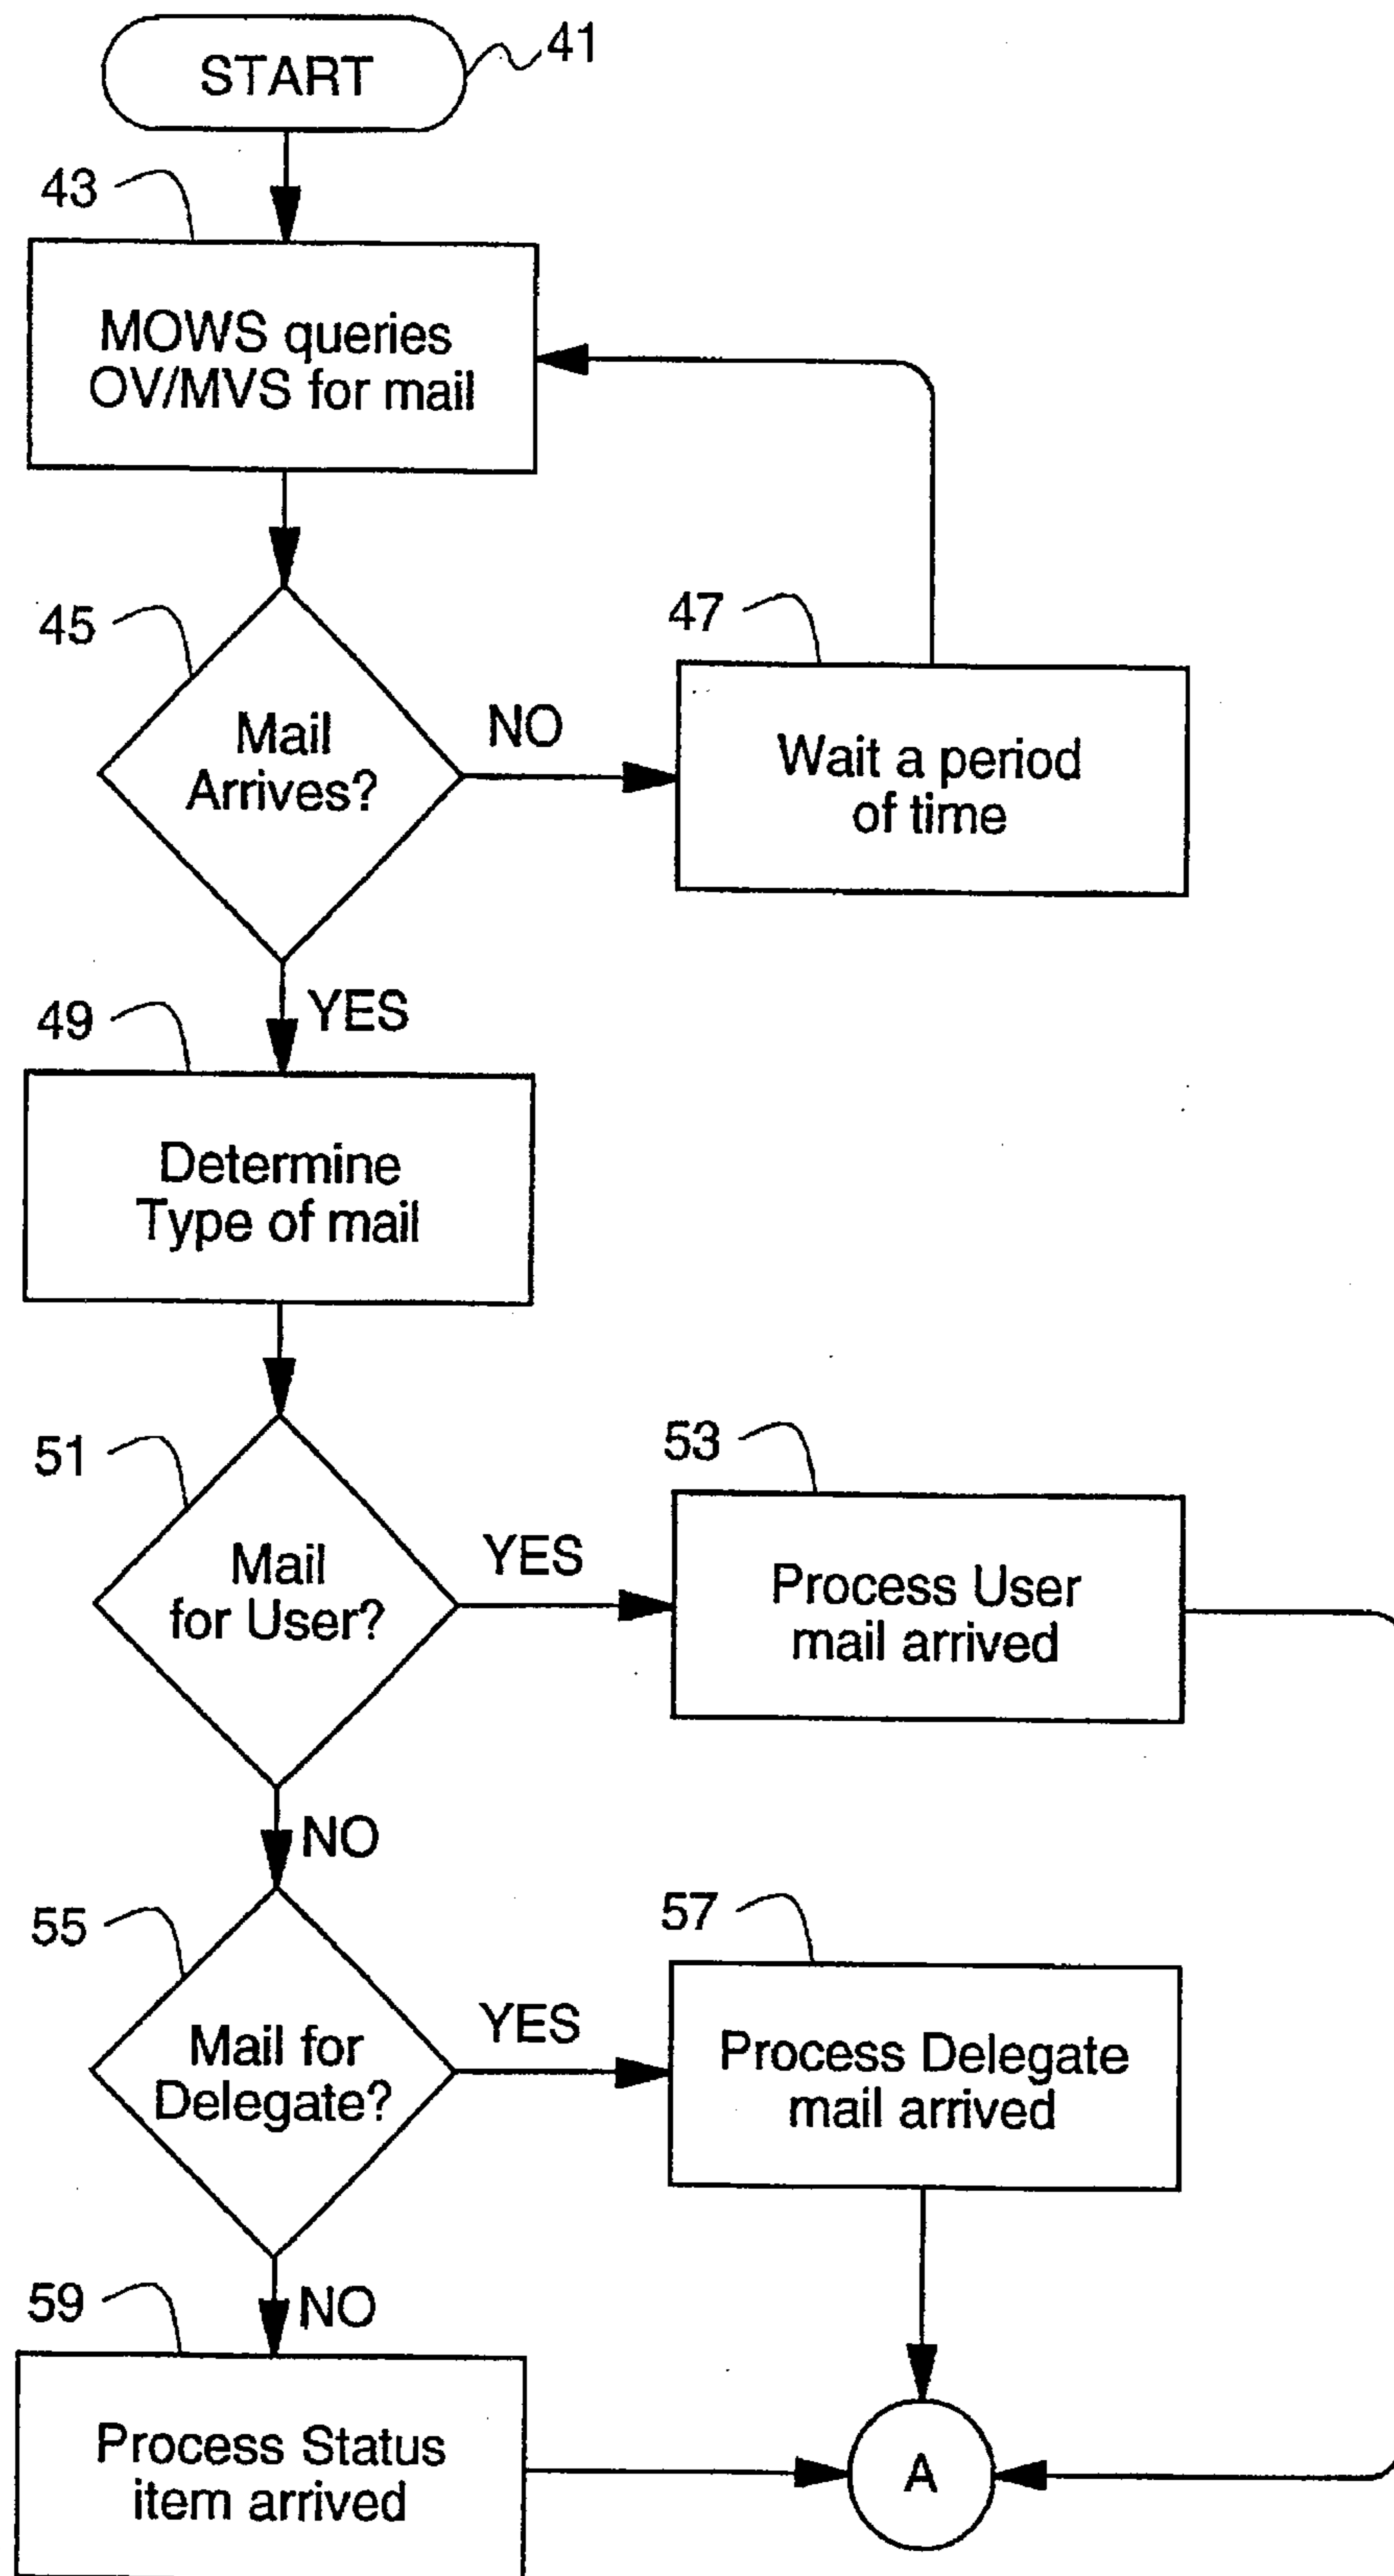 START
41
43
MOWS queries
OV/MVS for mail
45
Mail
Arrives?
NO
47
Wait a period
of time
YES
49
Determine
Type of mail
51
Mail
for User?
YES
53
Process User
mail arrived
NO
55
Mail for
Delegate?
YES
57
Process Delegate
mail arrived
NO
59
Process Status
item arrived
A